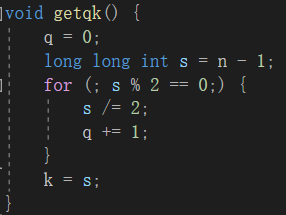 void getqk() {
q = 0;
long long int s = n - 1;
for (; s % 2 == 0;) {
s /= 2;
q += 1;
}
k = s;
}